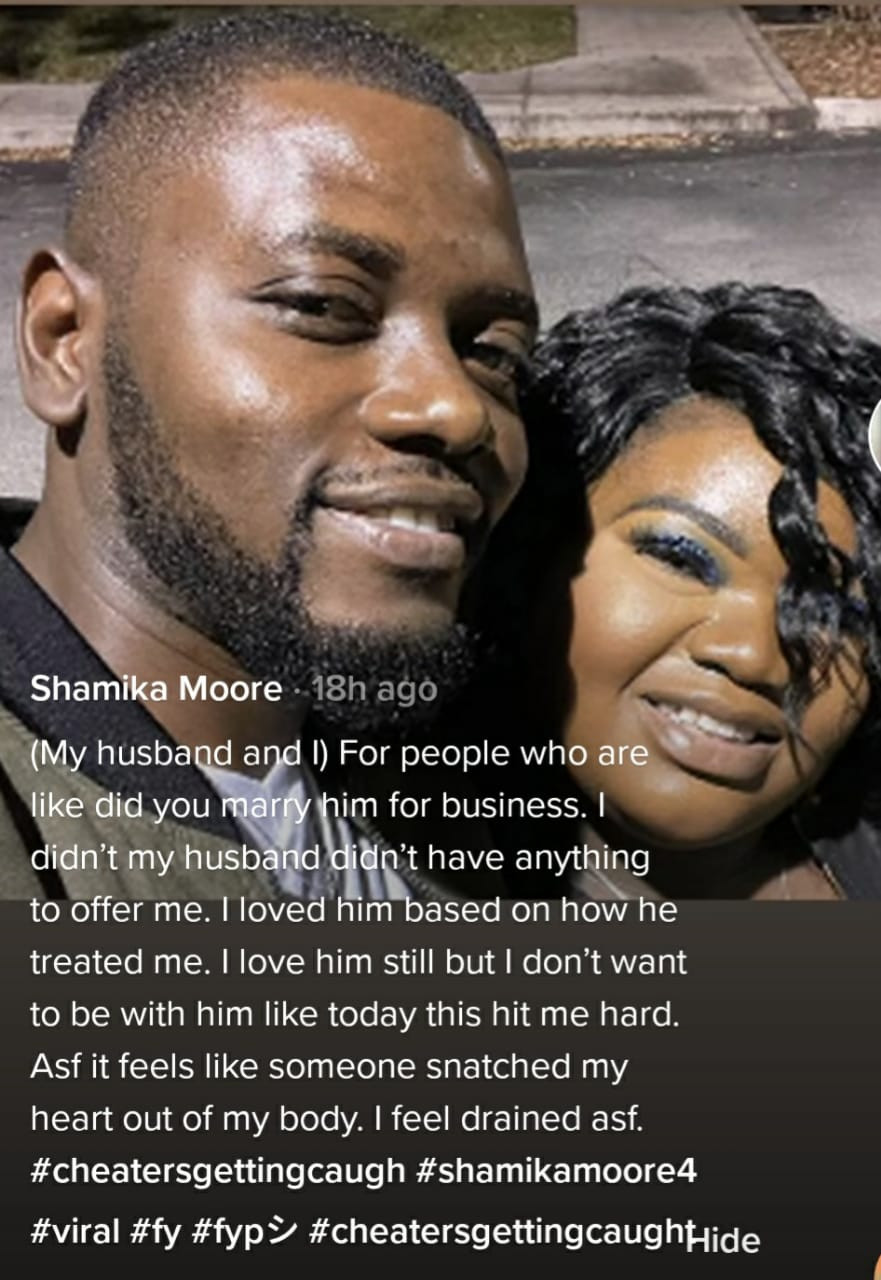 Shamika Moore · 18h ago
(My husband and I) For people who are
like did you marry him for business. I
didn’t my husband didn’t have anything
to offer me. I loved him based on how he
treated me. I love him still but I don’t want
to be with him like today this hit me hard.
Asf it feels like someone snatched my
heart out of my body. I feel drained asf.
#cheatersgettingcaugh #shamikamoore4
#viral #fy #fypシ #cheatersgettingcaught
Hide